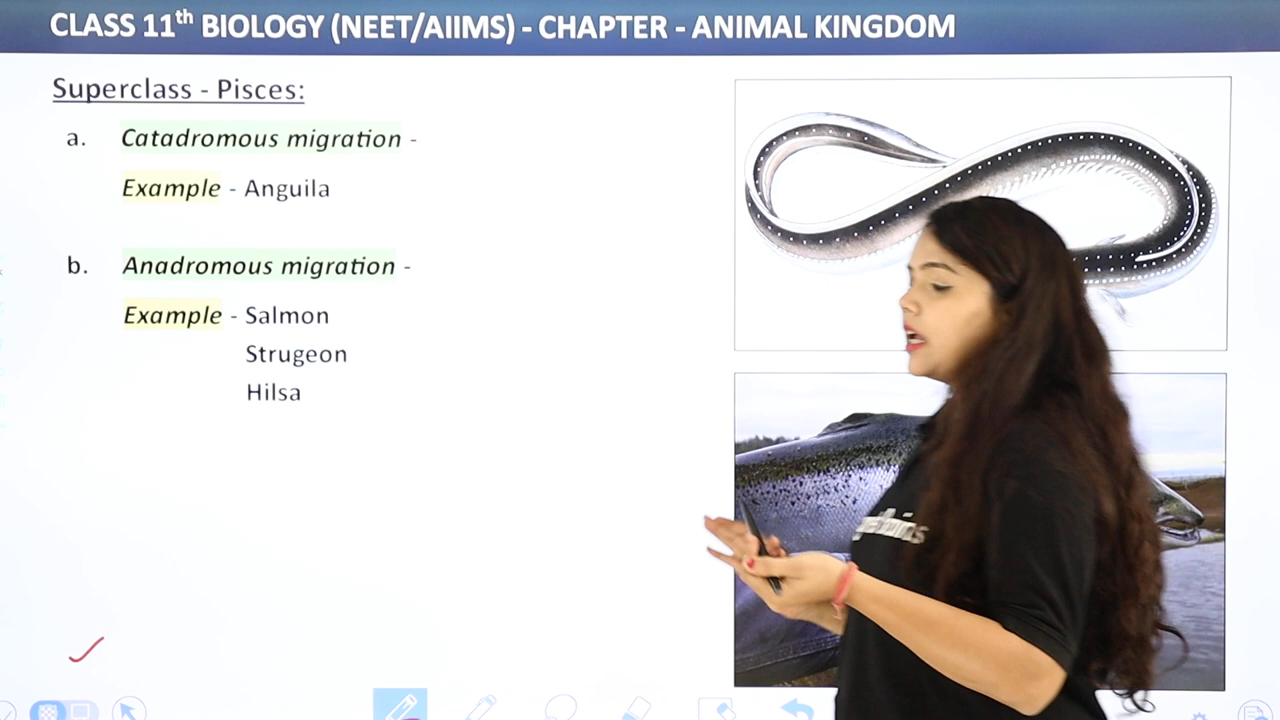 CLASS 11th BIOLOGY (NEET/AIIMS) - CHAPTER - ANIMAL KINGDOM
Superclass - Pisces:
a. Catadromous migration -
Example - Anguila
b. Anadromous migration -
Example - Salmon
Strugeon
Hilsa